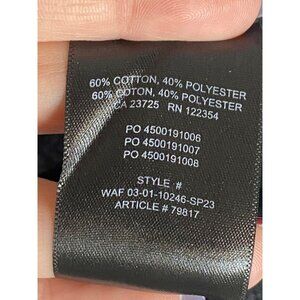 60% COTTON, 40% POLYESTER
60% COTON, 40% POLYESTER
CA 23725 RN 122354
PO 4500191006
PO 4500191007
PO 4500191008
STYLE #
WAF 03-01-10246-SP23
ARTICLE # 79817